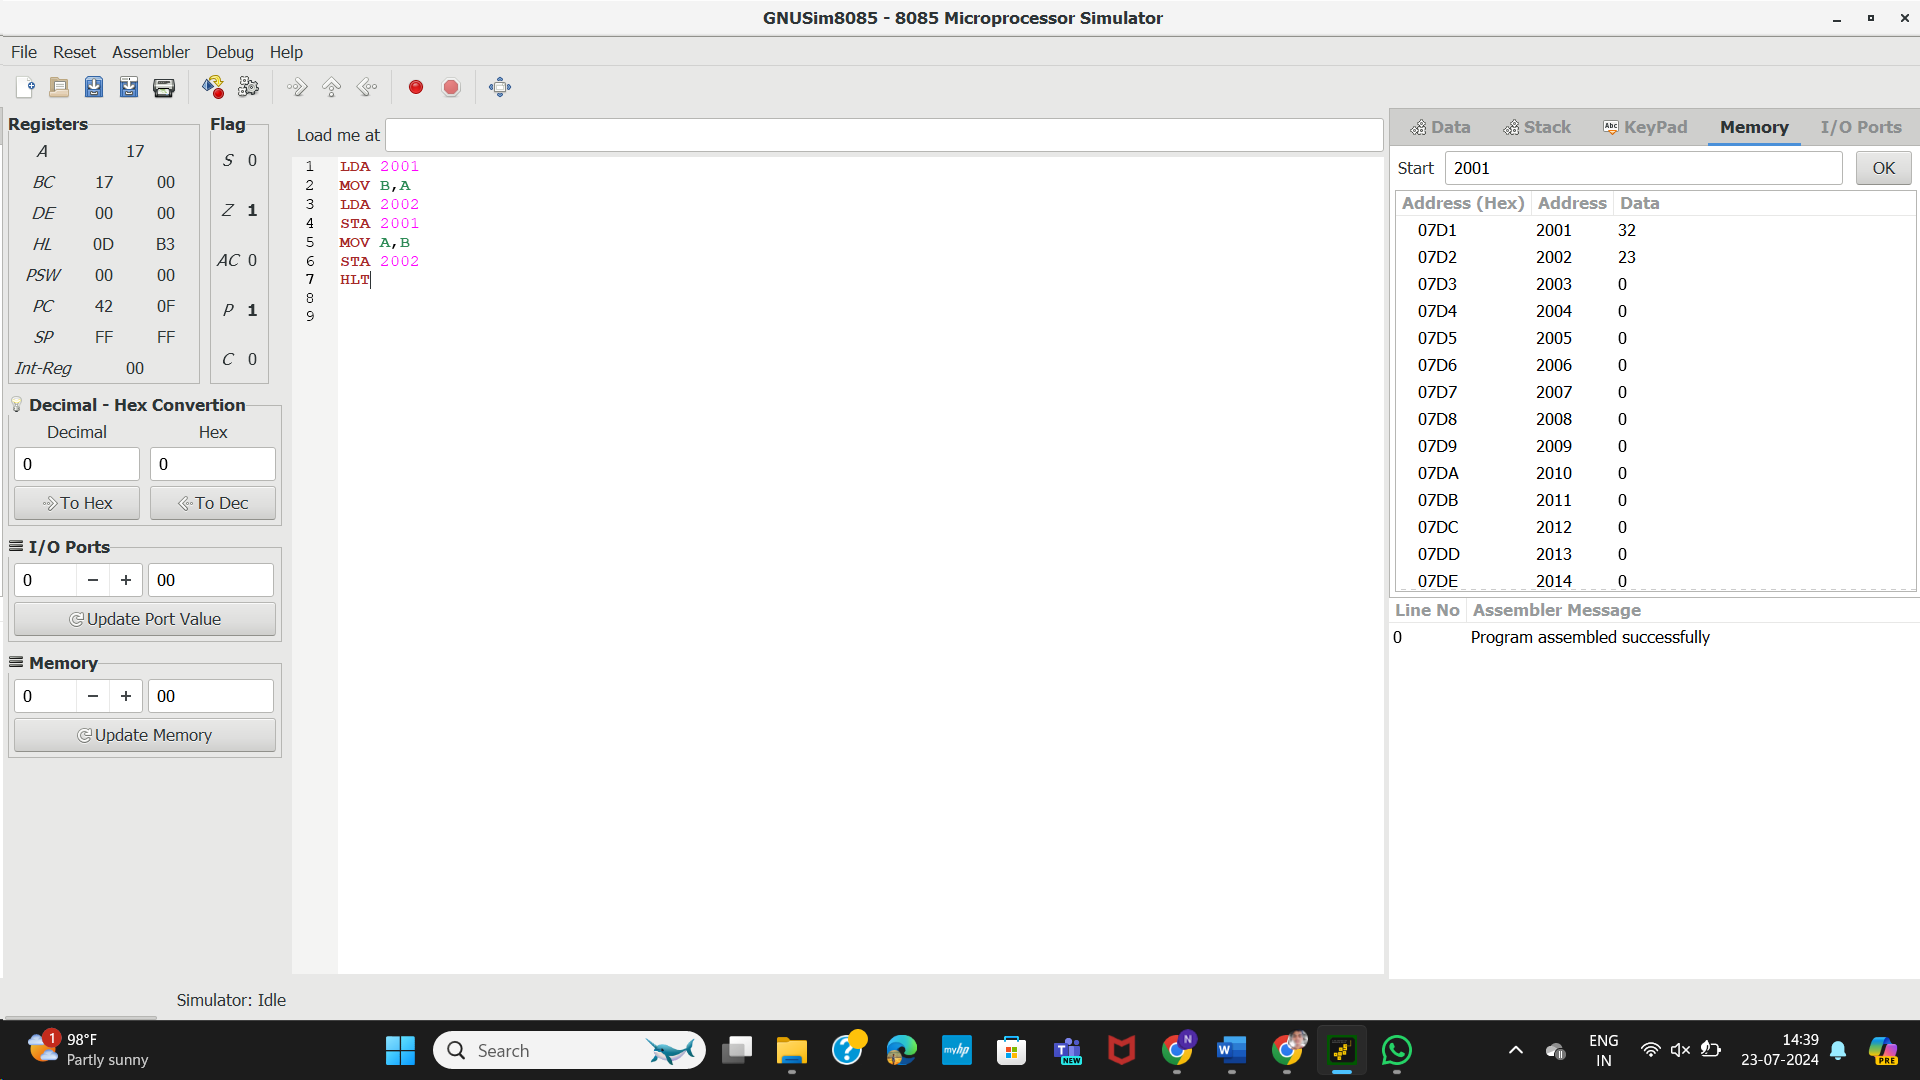 GNUSim8085 - 8085 Microprocessor Simulator
File Reset Assembler Debug Help
Registers
A 17
BC 17 00
DE 00 00
HL 0D B3
PSW 00 00
PC 42 0F
SP FF FF
Int-Reg 00
Flag
S 0
Z 1
AC 0
P 1
C 0
Decimal - Hex Convertion
Decimal Hex
0 0
To Hex To Dec
I/O Ports
0 − + 00
Update Port Value
Memory
0 − + 00
Update Memory
Load me at
1 LDA 2001
2 MOV B,A
3 LDA 2002
4 STA 2001
5 MOV A,B
6 STA 2002
7 HLT
8
9
Data Stack Abc KeyPad Memory I/O Ports
Start 2001 OK
Address (Hex) Address Data
07D1 2001 32
07D2 2002 23
07D3 2003 0
07D4 2004 0
07D5 2005 0
07D6 2006 0
07D7 2007 0
07D8 2008 0
07D9 2009 0
07DA 2010 0
07DB 2011 0
07DC 2012 0
07DD 2013 0
07DE 2014 0
Line No Assembler Message
0 Program assembled successfully
Simulator: Idle
1 98°F
Partly sunny
Search
myhp
NEW
N
ENG
IN
14:39
23-07-2024
PRE